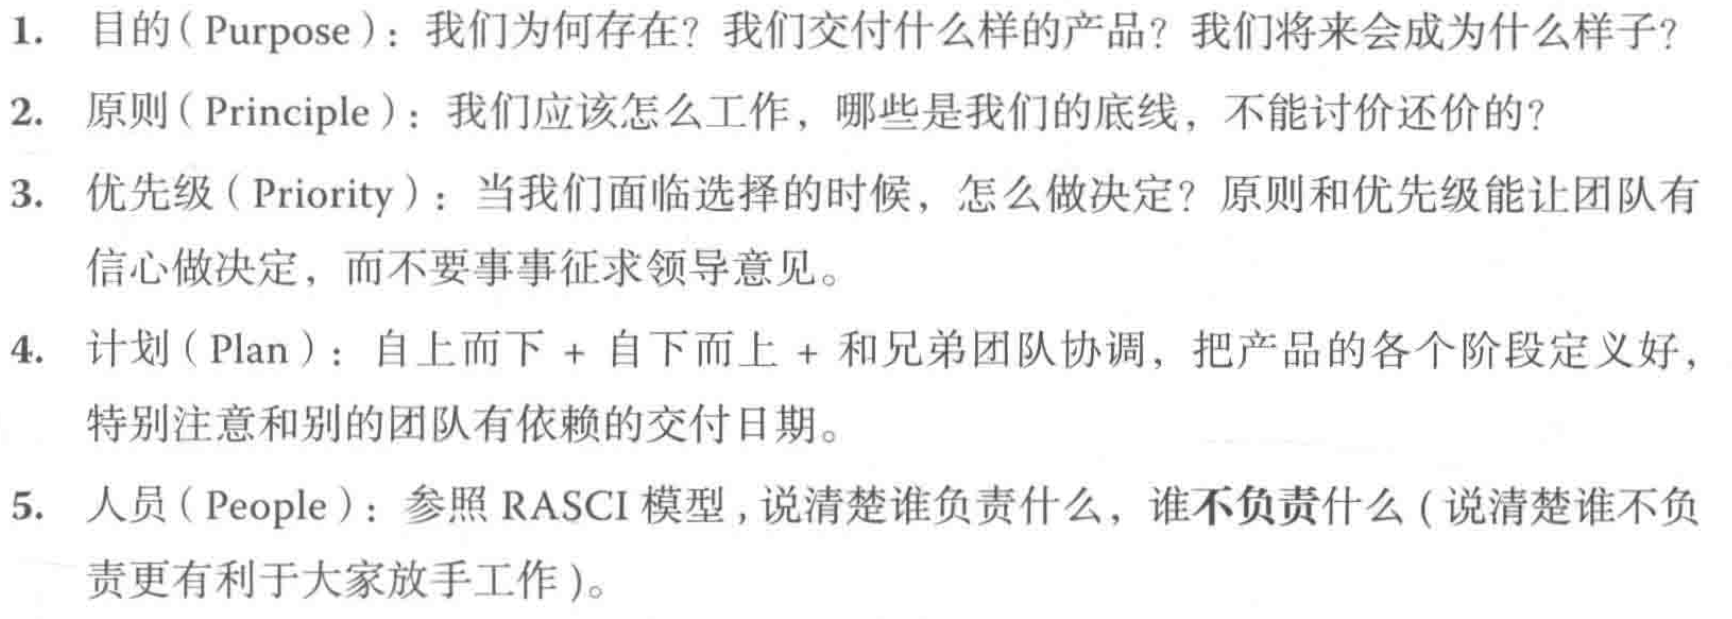 1. 目的（Purpose）：我们为何存在？我们交付什么样的产品？我们将来会成为什么样子？
2. 原则（Principle）：我们应该怎么工作，哪些是我们的底线，不能讨价还价的？
3. 优先级（Priority）：当我们面临选择的时候，怎么做决定？原则和优先级能让团队有
信心做决定，而不要事事征求领导意见。
4. 计划（Plan）：自上而下 + 自下而上 + 和兄弟团队协调，把产品的各个阶段定义好，
特别注意和别的团队有依赖的交付日期。
5. 人员（People）：参照 RASCI 模型，说清楚谁负责什么，谁不负责什么（说清楚谁不负
责更有利于大家放手工作）。